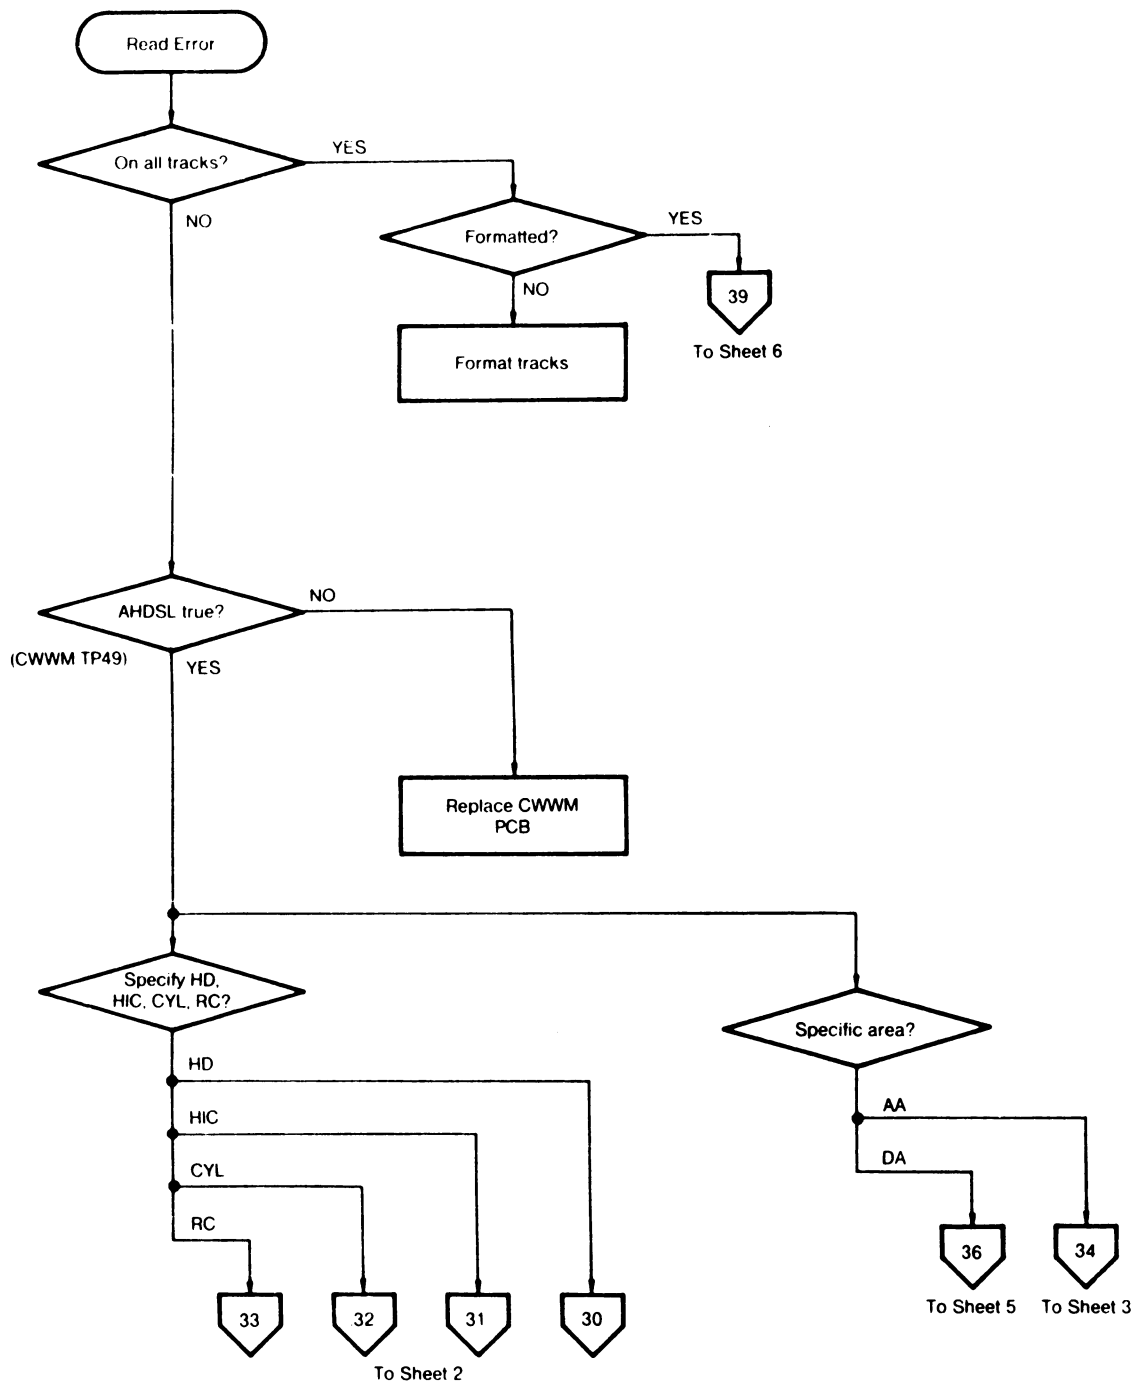 Read Error
On all tracks?
YES
NO
Formatted?
YES
NO
39
To Sheet 6
Format tracks
AHDSL true?
NO
(CWWM TP49)
YES
Replace CWWM
PCB
Specify HD,
HIC, CYL, RC?
Specific area?
HD
HIC
CYL
RC
AA
DA
36
34
To Sheet 5
To Sheet 3
33
32
31
30
To Sheet 2